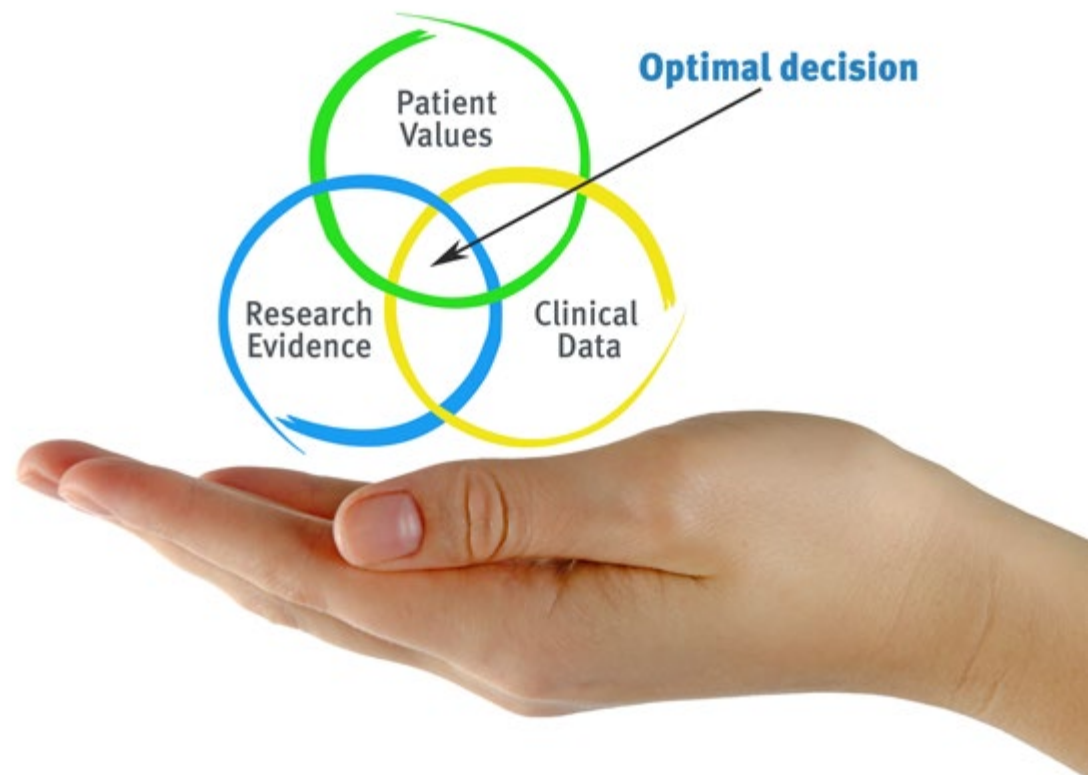 Optimal decision
Patient
Values
Research
Evidence
Clinical
Data